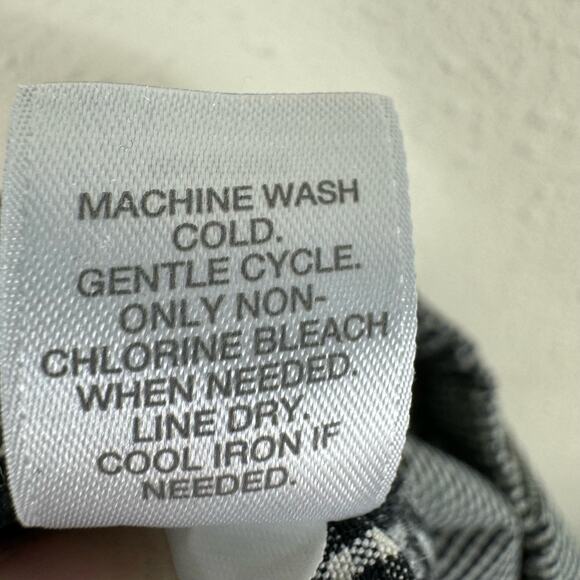 MACHINE WASH
COLD.
GENTLE CYCLE.
ONLY NON-
CHLORINE BLEACH
WHEN NEEDED.
LINE DRY.
COOL IRON IF
NEEDED.